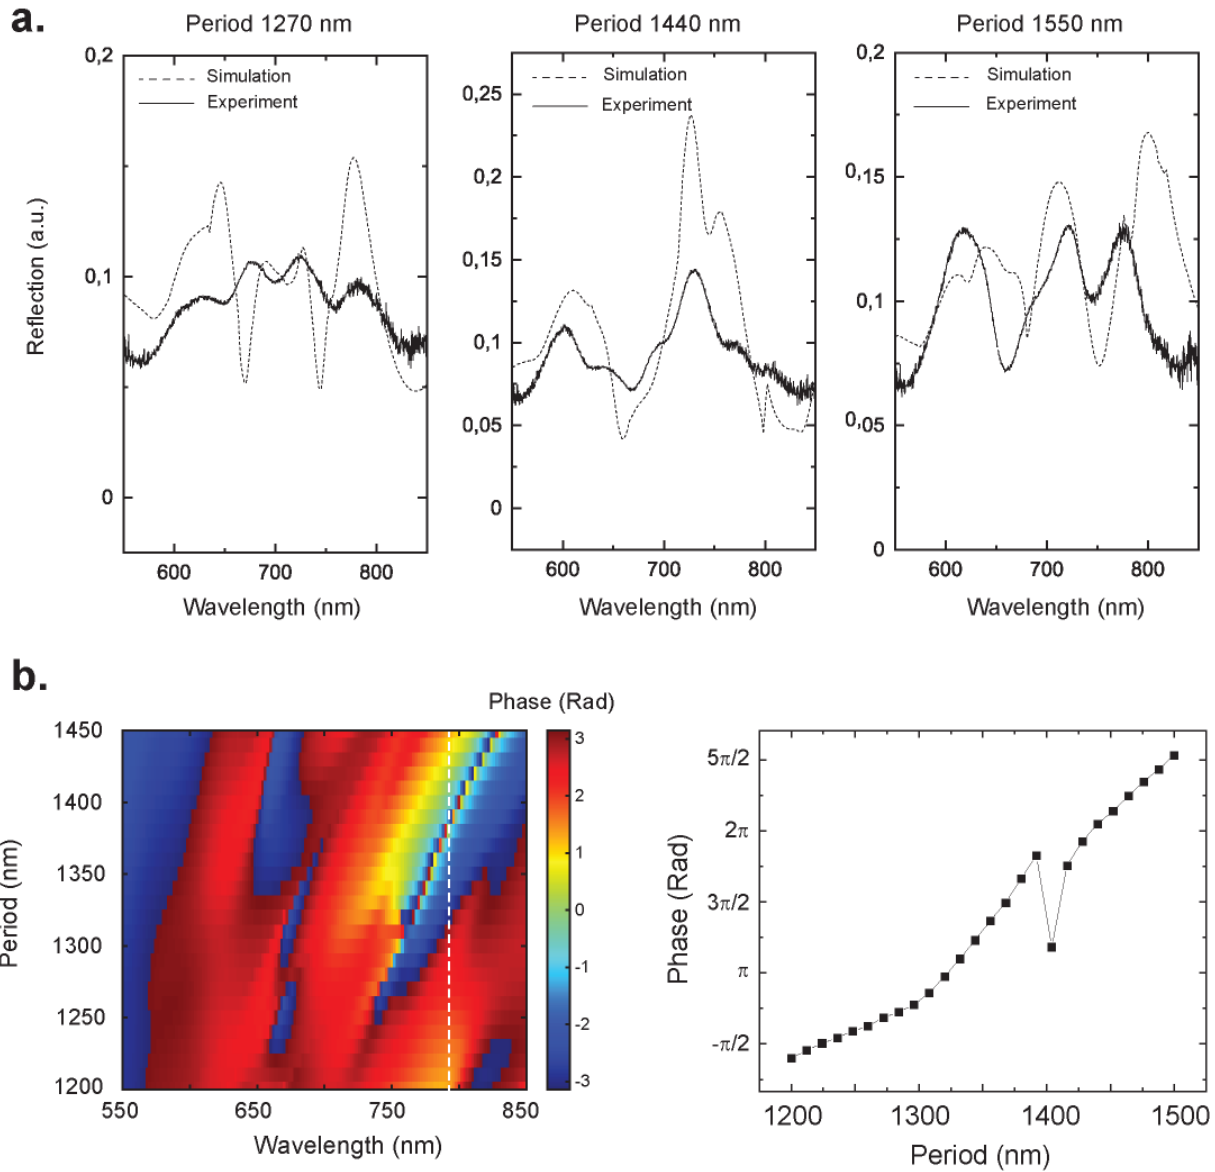 a.
Period 1270 nm
Period 1440 nm
Period 1550 nm
Simulation
Experiment
Simulation
Experiment
Simulation
Experiment
Reflection (a.u.)
0,2
0,1
0
600 700 800
Wavelength (nm)
0,25
0,2
0,15
0,1
0,05
0
600 700 800
Wavelength (nm)
0,2
0,15
0,1
0,05
0
600 700 800
Wavelength (nm)
b.
Phase (Rad)
Period (nm)
1450
1400
1350
1300
1250
1200
550 650 750 850
Wavelength (nm)
3
2
1
0
-1
-2
-3
Phase (Rad)
5π/2
2π
3π/2
π
-π/2
1200 1300 1400 1500
Period (nm)